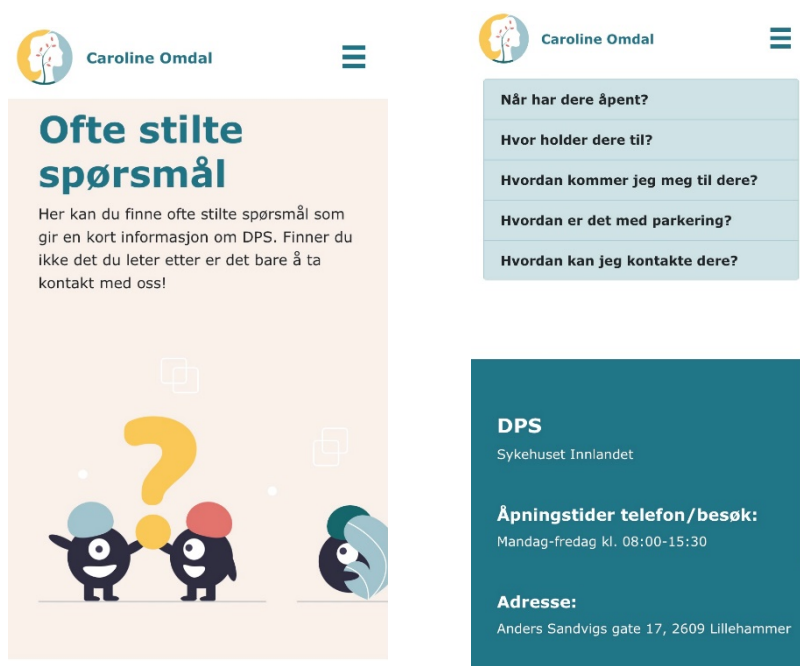 Caroline Omdal
Ofte stilte
spørsmål
Her kan du finne ofte stilte spørsmål som
gir en kort informasjon om DPS. Finner du
ikke det du leter etter er det bare å ta
kontakt med oss!
?
Caroline Omdal
Når har dere åpent?
Hvor holder dere til?
Hvordan kommer jeg meg til dere?
Hvordan er det med parkering?
Hvordan kan jeg kontakte dere?
DPS
Sykehuset Innlandet
Åpningstider telefon/besøk:
Mandag-fredag kl. 08:00-15:30
Adresse:
Anders Sandvigs gate 17, 2609 Lillehammer